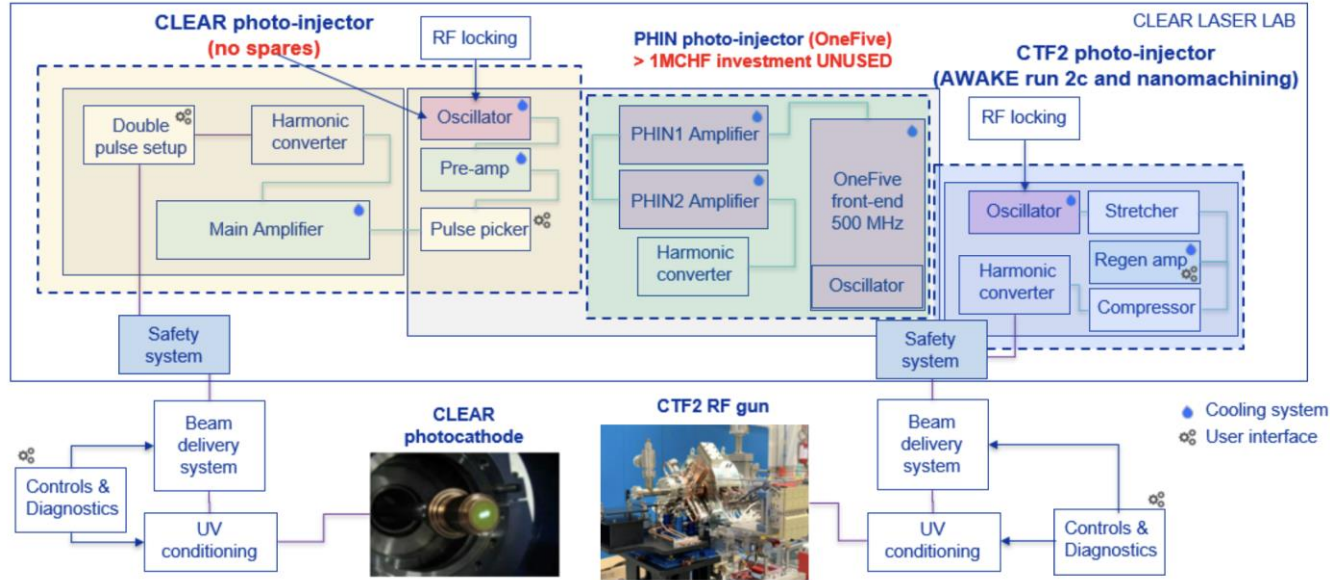 CLEAR LASER LAB
CLEAR photo-injector
(no spares)
RF locking
PHIN photo-injector (OneFive)
> 1MCHF investment UNUSED
CTF2 photo-injector
(AWAKE run 2c and nanomachining)
Double
pulse setup
Harmonic
converter
Main Amplifier
Oscillator
Pre-amp
Pulse picker
PHIN1 Amplifier
PHIN2 Amplifier
Harmonic
converter
OneFive
front-end
500 MHz
Oscillator
RF locking
Oscillator
Stretcher
Regen amp
Harmonic
converter
Compressor
Safety
system
Safety
system
Beam
delivery
system
Controls &
Diagnostics
UV
conditioning
CLEAR
photocathode
CTF2 RF gun
Beam
delivery
system
UV
conditioning
Controls &
Diagnostics
Cooling system
User interface